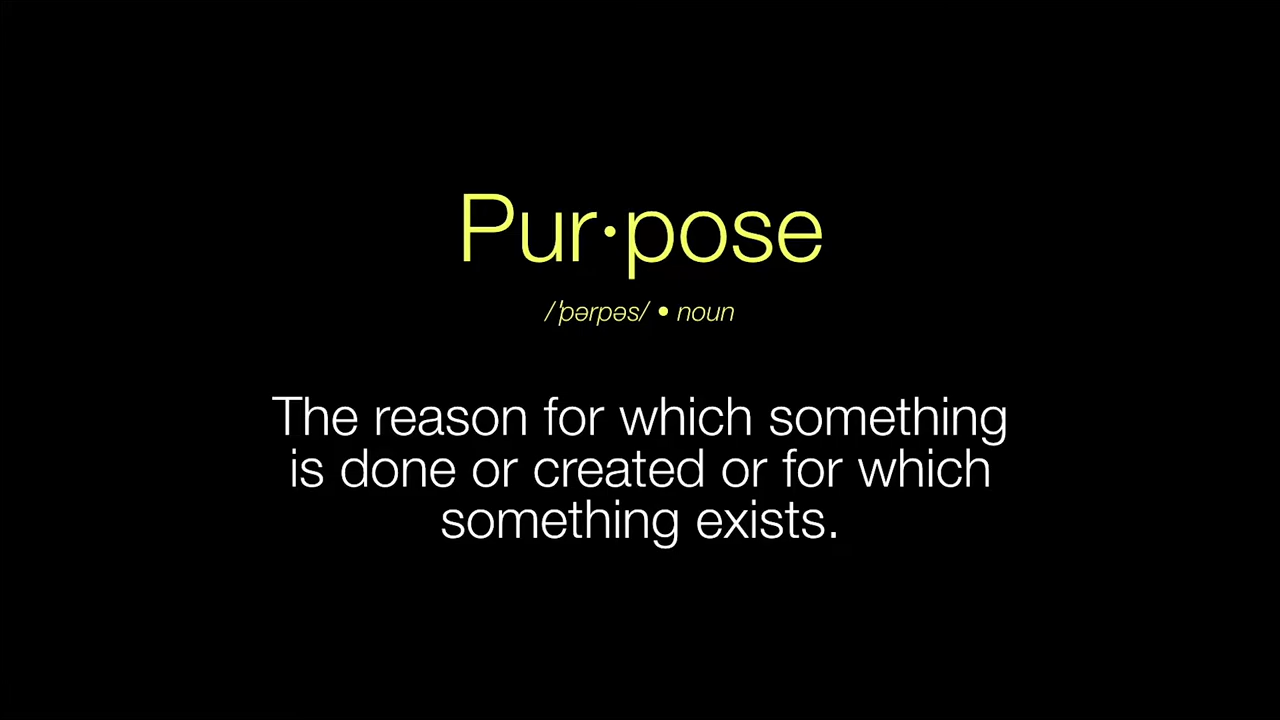 Pur·pose
/ˈpərpəs/ • noun
The reason for which something
is done or created or for which
something exists.